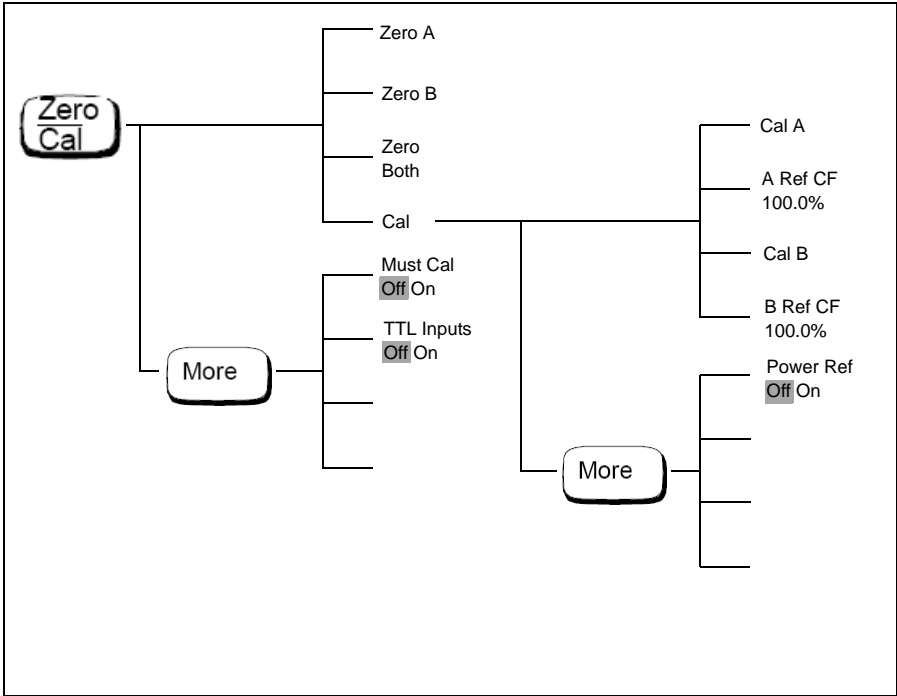 Zero
Cal
Zero A
Zero B
Zero
Both
Cal
Must Cal
Off On
TTL Inputs
Off On
More
Cal A
A Ref CF
100.0%
Cal B
B Ref CF
100.0%
Power Ref
Off On
More